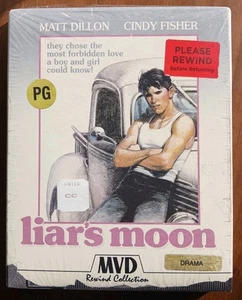 MATT DILLON CINDY FISHER
they chose the
most forbidden love
a boy and girl
could know!
PLEASE
REWIND
Before Returning
PG
CC
liar's moon
MVD
Rewind Collection
DRAMA